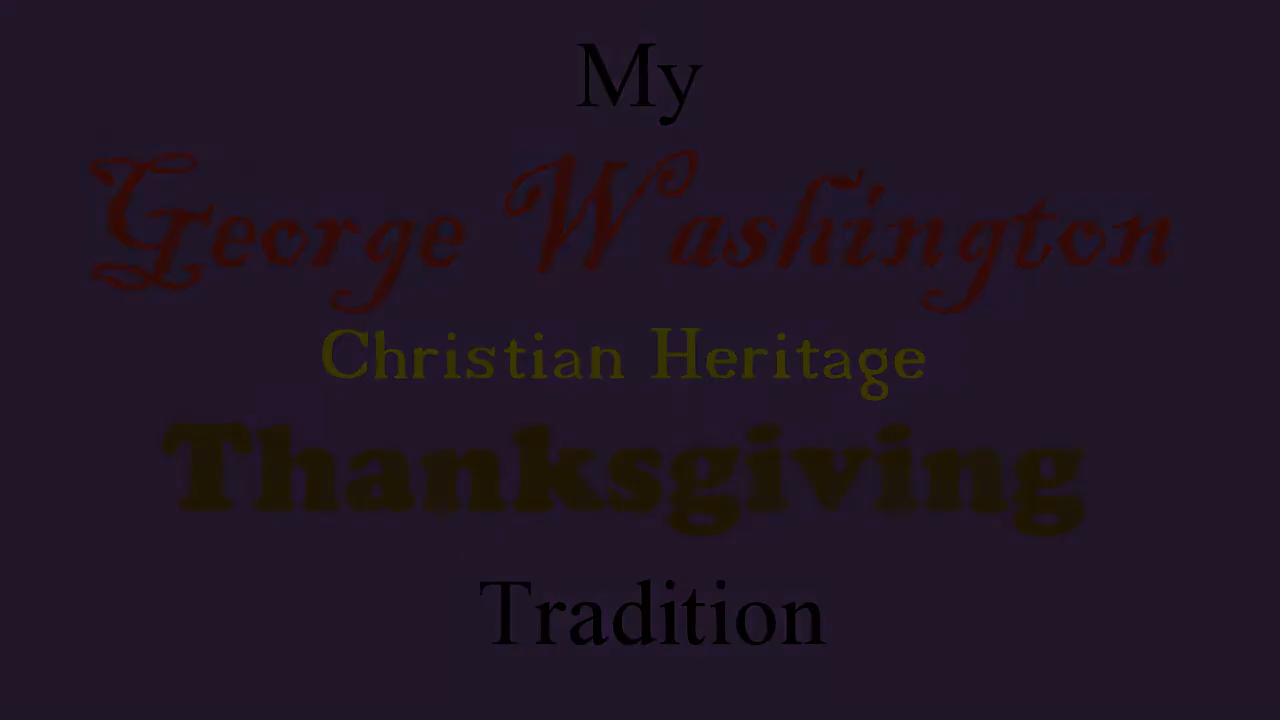 My
George Washington
Christian Heritage
Thanksgiving
Tradition